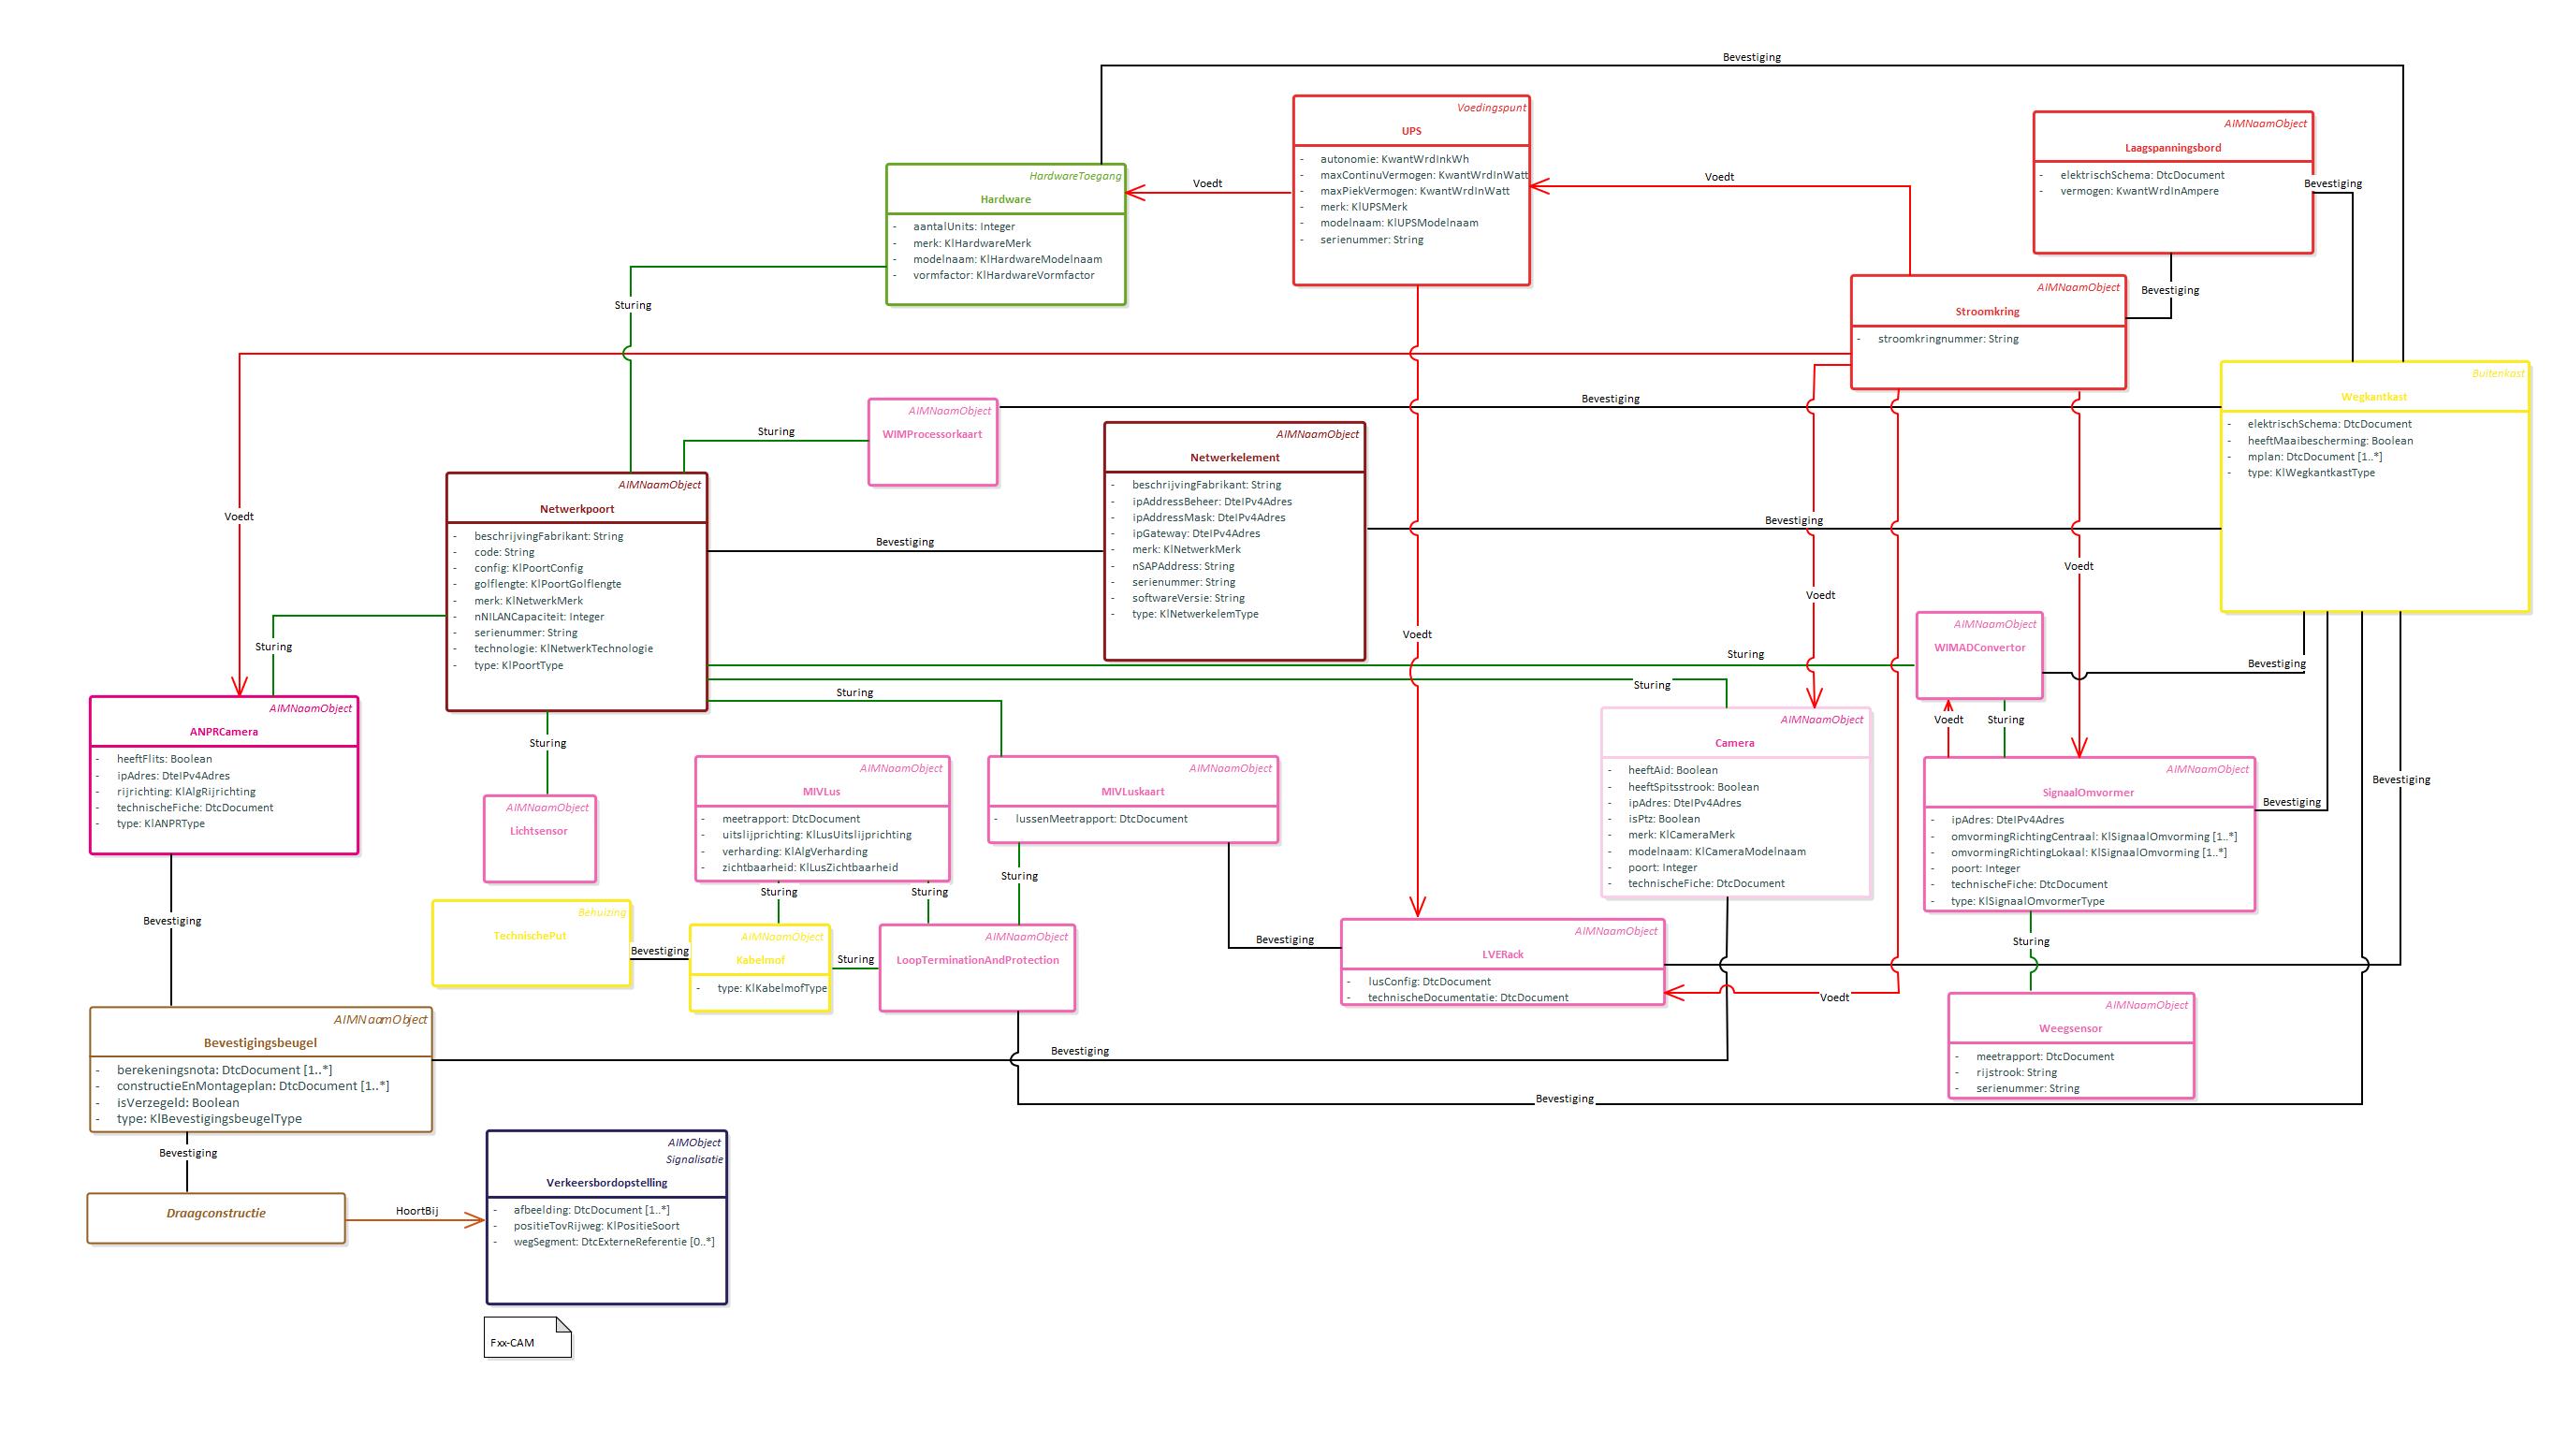 Bevestiging
Voedingspunt
UPS
- autonomie: KwantWrdInkWh
- maxContinuVermogen: KwantWrdInWatt
- maxPiekVermogen: KwantWrdInWatt
- merk: KlUPSMerk
- modelnaam: KlUPSModelnaam
- serienummer: String
AIMNaamObject
Laagspanningsbord
- elektrischSchema: DtcDocument
- vermogen: KwantWrdInAmpere
Bevestiging
HardwareToegang
Hardware
- aantalUnits: Integer
- merk: KlHardwareMerk
- modelnaam: KlHardwareModelnaam
- vormfactor: KlHardwareVormfactor
Voedt
Voedt
Bevestiging
AIMNaamObject
Stroomkring
- stroomkringnummer: String
Sturing
Buitenkast
Wegkantkast
- elektrischSchema: DtcDocument
- heeftMaaibescherming: Boolean
- mplan: DtcDocument [1..*]
- type: KlWegkantkastType
Bevestiging
AIMNaamObject
WIMProcessorkaart
Sturing
AIMNaamObject
Netwerkelement
- beschrijvingFabrikant: String
- ipAddressBeheer: DteIPv4Adres
- ipAddressMask: DteIPv4Adres
- ipGateway: DteIPv4Adres
- merk: KlNetwerkMerk
- nSAPAddress: String
- serienummer: String
- softwareVersie: String
- type: KlNetwerkelemType
AIMNaamObject
Netwerkpoort
- beschrijvingFabrikant: String
- code: String
- config: KlPoortConfig
- golflengte: KlPoortGolflengte
- merk: KlNetwerkMerk
- nNILANCapaciteit: Integer
- serienummer: String
- technologie: KlNetwerkTechnologie
- type: KlPoortType
Voedt
Bevestiging
Bevestiging
Voedt
Voedt
Voedt
Sturing
Sturing
Sturing
Sturing
AIMNaamObject
WIMADConvertor
Bevestiging
AIMNaamObject
ANPRCamera
- heeftFlits: Boolean
- ipAdres: DteIPv4Adres
- rijrichting: KlAlgRijrichting
- technischeFiche: DtcDocument
- type: KlANPRType
Sturing
AIMNaamObject
Lichtsensor
AIMNaamObject
MIVLus
- meetrapport: DtcDocument
- uitslijprichting: KlLusUitslijprichting
- verharding: KlAlgVerharding
- zichtbaarheid: KlLusZichtbaarheid
AIMNaamObject
MIVLuskaart
- lussenMeetrapport: DtcDocument
AIMNaamObject
Camera
- heeftAid: Boolean
- heeftSpitsstrook: Boolean
- ipAdres: DteIPv4Adres
- isPtz: Boolean
- merk: KlCameraMerk
- modelnaam: KlCameraModelnaam
- poort: Integer
- technischeFiche: DtcDocument
Voedt
Sturing
AIMNaamObject
SignaalOmvormer
- ipAdres: DteIPv4Adres
- omvormingRichtingCentraal: KlSignaalOmvorming [1..*]
- omvormingRichtingLokaal: KlSignaalOmvorming [1..*]
- poort: Integer
- technischeFiche: DtcDocument
- type: KlSignaalOmvormerType
Bevestiging
Bevestiging
Sturing
Sturing
Sturing
Bevestiging
Behuizing
TechnischePut
Bevestiging
AIMNaamObject
Kabelmof
- type: KlKabelmofType
Sturing
AIMNaamObject
LoopTerminationAndProtection
Bevestiging
AIMNaamObject
LVERack
- lusConfig: DtcDocument
- technischeDocumentatie: DtcDocument
Voedt
Sturing
AIMNaamObject
Weegsensor
- meetrapport: DtcDocument
- rijstrook: String
- serienummer: String
AIMNaamObject
Bevestigingsbeugel
- berekeningsnota: DtcDocument [1..*]
- constructieEnMontageplan: DtcDocument [1..*]
- isVerzegeld: Boolean
- type: KlBevestigingsbeugelType
Bevestiging
Bevestiging
Bevestiging
Draagconstructie
HoortBij
AIMObject
Signalisatie
Verkeersbordopstelling
- afbeelding: DtcDocument [1..*]
- positieTovRijweg: KlPositieSoort
- wegSegment: DtcExterneReferentie [0..*]
Fxx-CAM